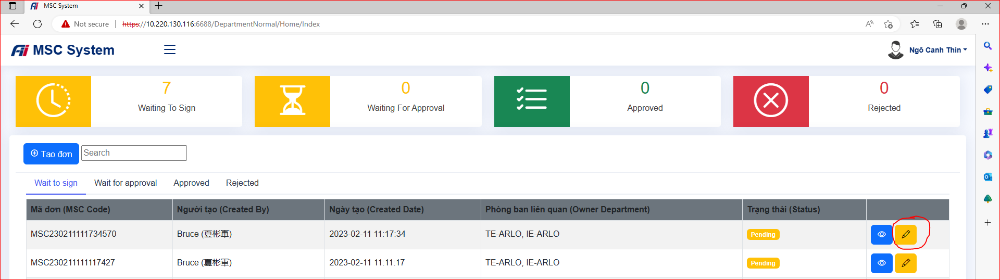 MSC System
Not secure https://10.220.130.116:6688/DepartmentNormal/Home/Index
MSC System
Ngô Canh Thìn
7
Waiting To Sign
0
Waiting For Approval
0
Approved
0
Rejected
Tạo đơn Search
Wait to sign Wait for approval Approved Rejected
Mã đơn (MSC Code) Người tạo (Created By) Ngày tạo (Created Date) Phòng ban liên quan (Owner Department) Trạng thái (Status)
MSC230211111734570 Bruce (夏彬軍) 2023-02-11 11:17:34 TE-ARLO, IE-ARLO Pending
MSC230211111117427 Bruce (夏彬軍) 2023-02-11 11:11:17 TE-ARLO, IE-ARLO Pending